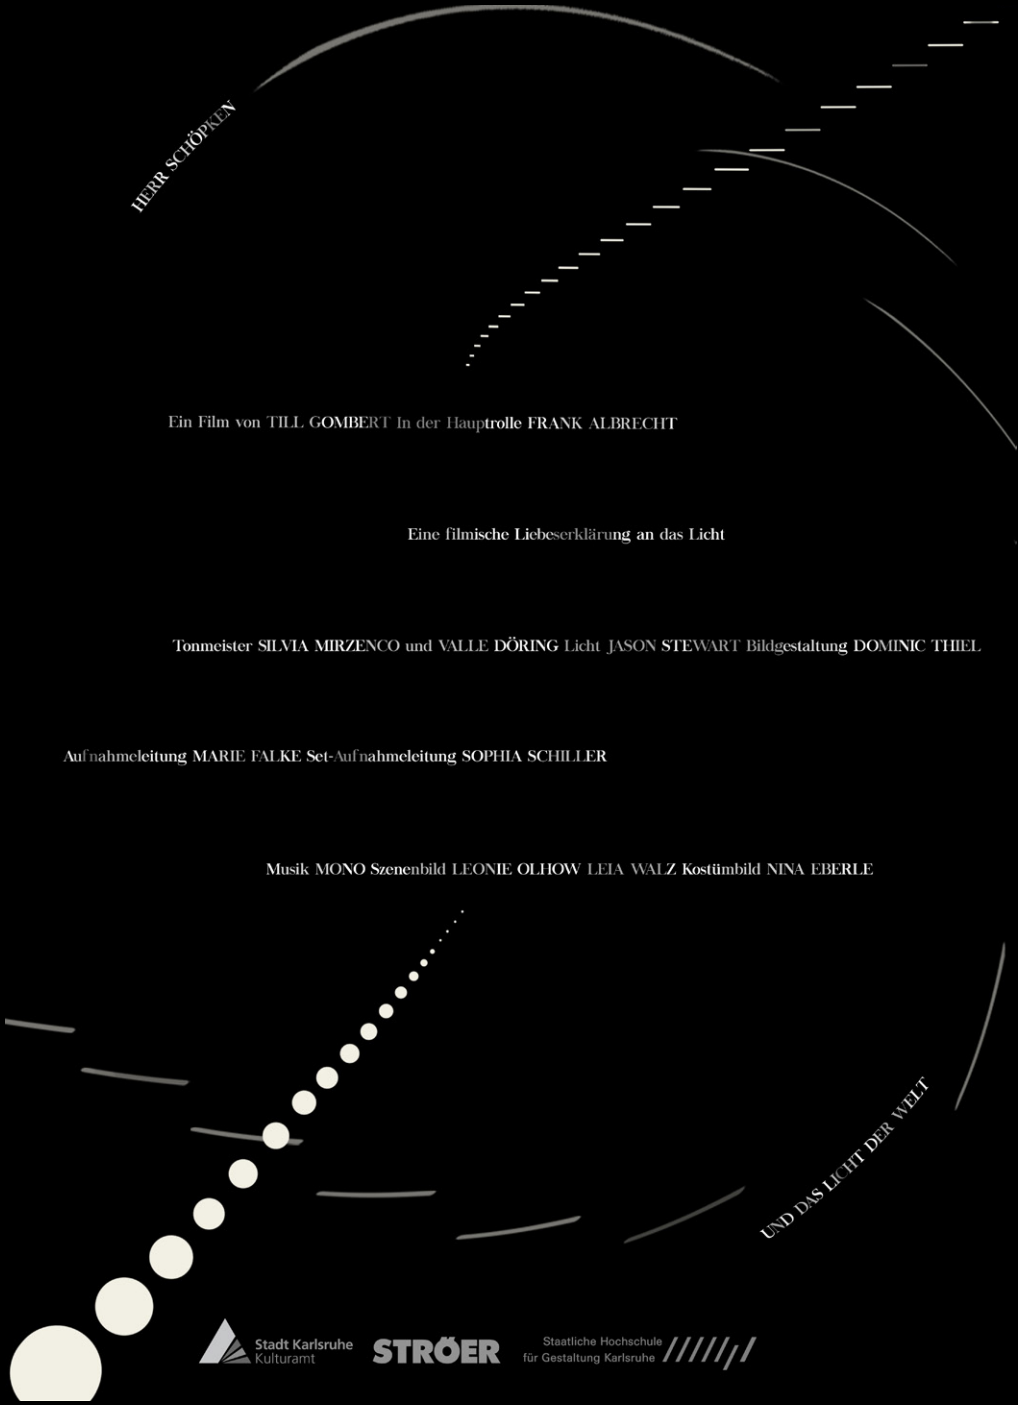 HERR SCHÖPKEN
Ein Film von TILL GOMBERT In der Hauptrolle FRANK ALBRECHT
Eine filmische Liebeserklärung an das Licht
Tonmeister SILVIA MIRZENCO und VALLE DÖRING Licht JASON STEWART Bildgestaltung DOMINIC THIEL
Aufnahmeleitung MARIE FALKE Set-Aufnahmeleitung SOPHIA SCHILLER
Musik MONO Szenenbild LEONIE OLHOW LEIA WALZ Kostümbild NINA EBERLE
UND DAS LICHT DER WELT
Stadt Karlsruhe
Kulturamt
STRÖER
Staatliche Hochschule
für Gestaltung Karlsruhe